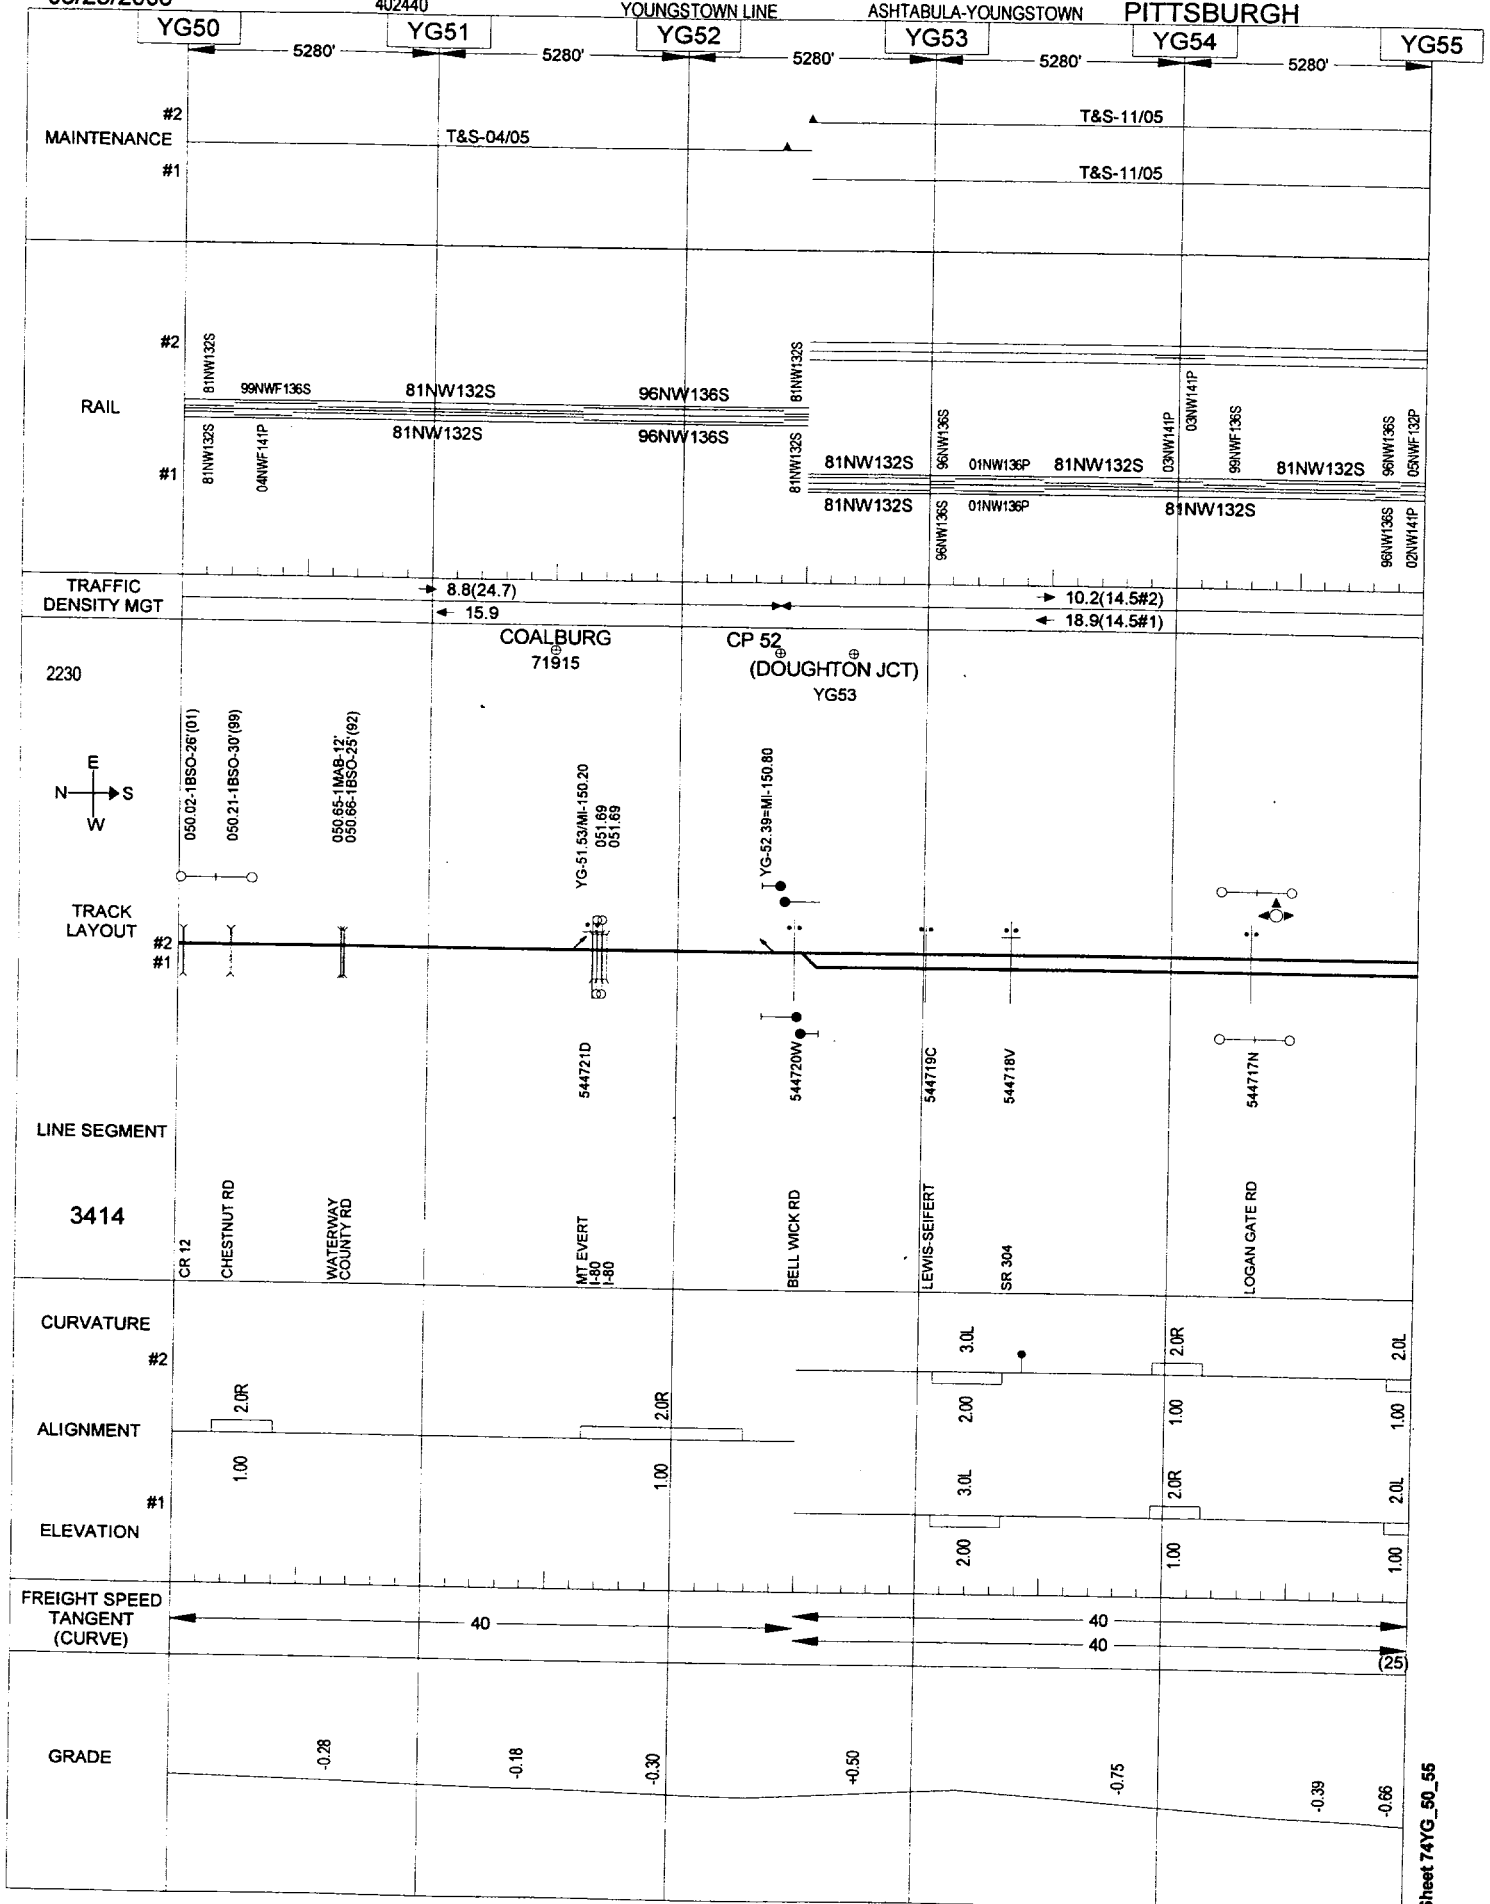 402440
YOUNGSTOWN LINE
ASHTABULA-YOUNGSTOWN
PITTSBURGH
YG50
YG51
YG52
YG53
YG54
YG55
5280'
5280'
5280'
5280'
5280'
#2
MAINTENANCE
#1
T&S-04/05
T&S-11/05
T&S-11/05
#2
RAIL
#1
81NW132S
99NWF136S
81NW132S
96NW136S
81NW132S
81NW132S
04NWF141P
81NW132S
96NW136S
81NW132S
81NW132S
96NW136S
01NW136P
81NW132S
03NW141P
03NW141P
99NWF136S
81NW132S
96NW136S
05NWF132P
81NW132S
96NW136S
01NW136P
81NW132S
96NW136S
02NW141P
TRAFFIC
DENSITY MGT
8.8(24.7)
15.9
10.2(14.5#2)
18.9(14.5#1)
COALBURG
71915
CP 52
(DOUGHTON JCT)
YG53
2230
E
N
S
W
050.02-1BSO-26'(01)
050.21-1BSO-30'(99)
050.65-1MAB-12'
050.66-1BSO-25'(92)
YG-51.53/MI-150.20
051.69
051.69
YG-52.39=MI-150.80
TRACK
LAYOUT
#2
#1
544721D
544720W
544719C
544718V
544717N
LINE SEGMENT
3414
CR 12
CHESTNUT RD
WATERWAY
COUNTY RD
MT EVERT
I-80
I-80
BELL WICK RD
LEWIS-SEIFERT
SR 304
LOGAN GATE RD
CURVATURE
#2
ALIGNMENT
#1
ELEVATION
2.0R
1.00
2.0R
1.00
3.0L
2.00
2.0R
1.00
2.0L
1.00
3.0L
2.00
2.0R
1.00
2.0L
1.00
FREIGHT SPEED
TANGENT
(CURVE)
40
40
40
(25)
GRADE
-0.28
-0.18
-0.30
+0.50
-0.75
-0.39
-0.66
Sheet 74YG_50_55